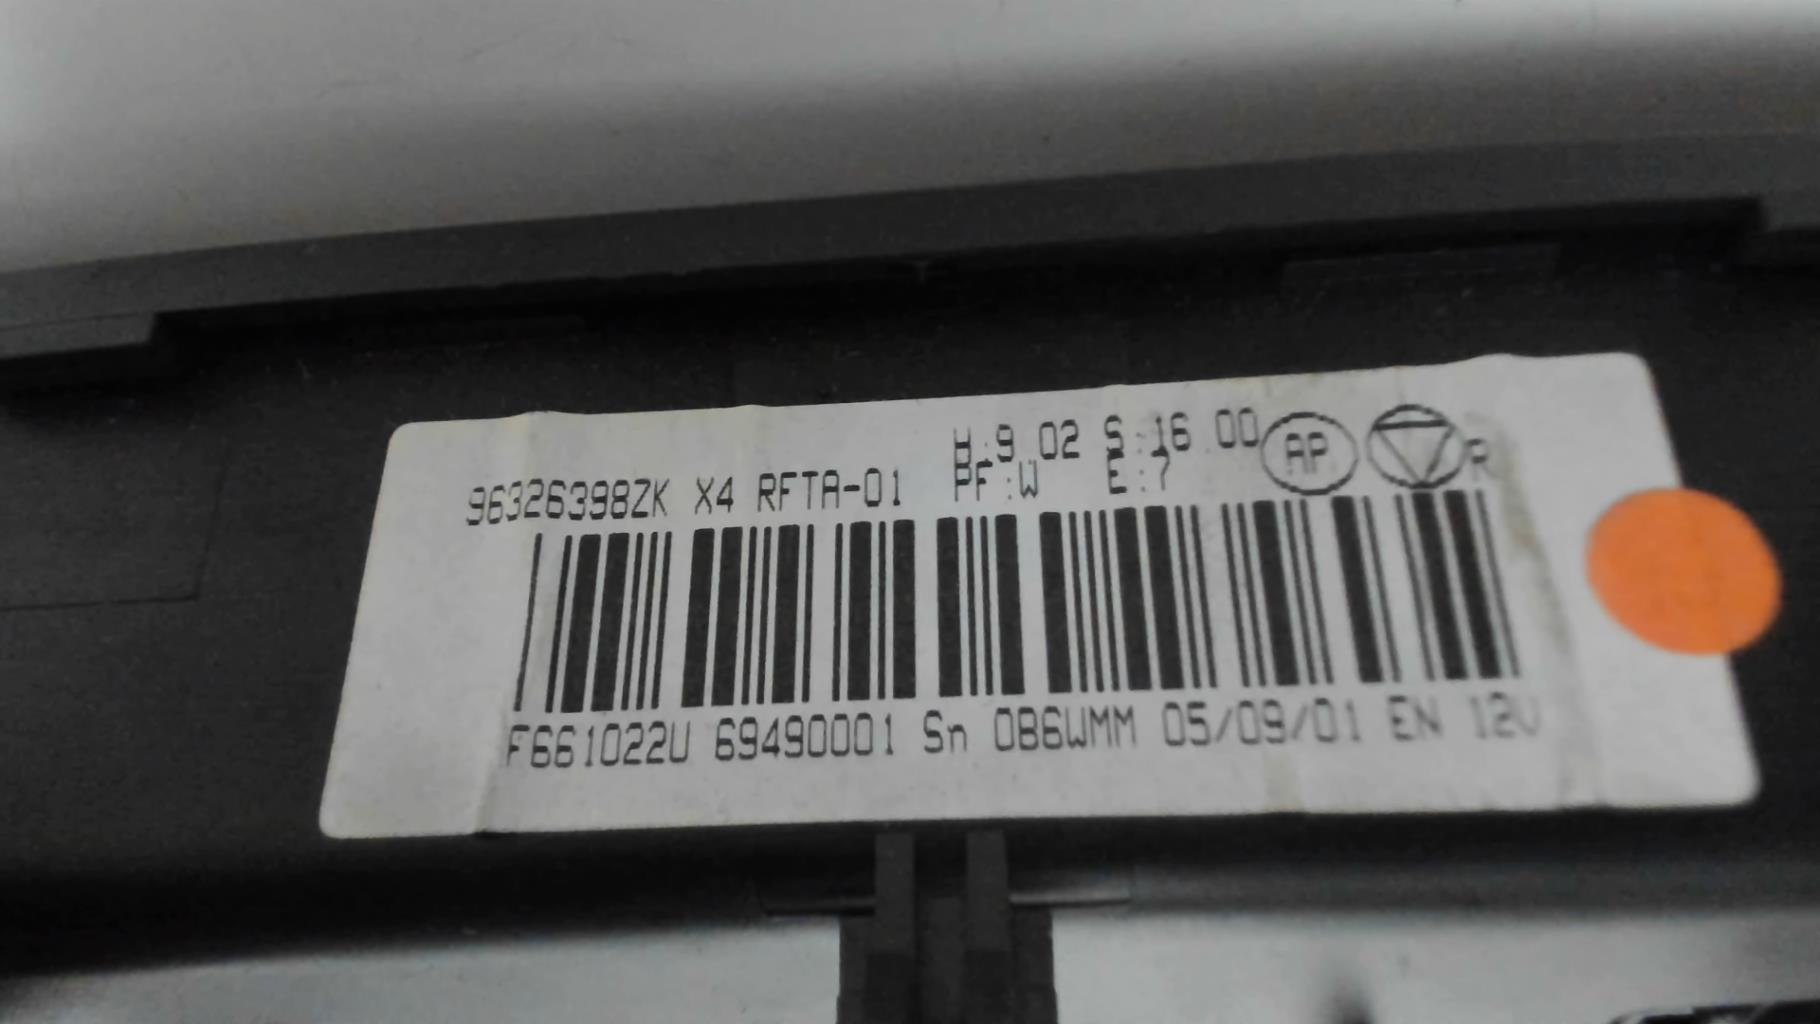 H:9.02 S:16.00 AP R
96326398ZK X4 RFTA-01 PF:W E:7
F661022U 69490001 Sn 0B6WMM 05/09/01 EN 12V